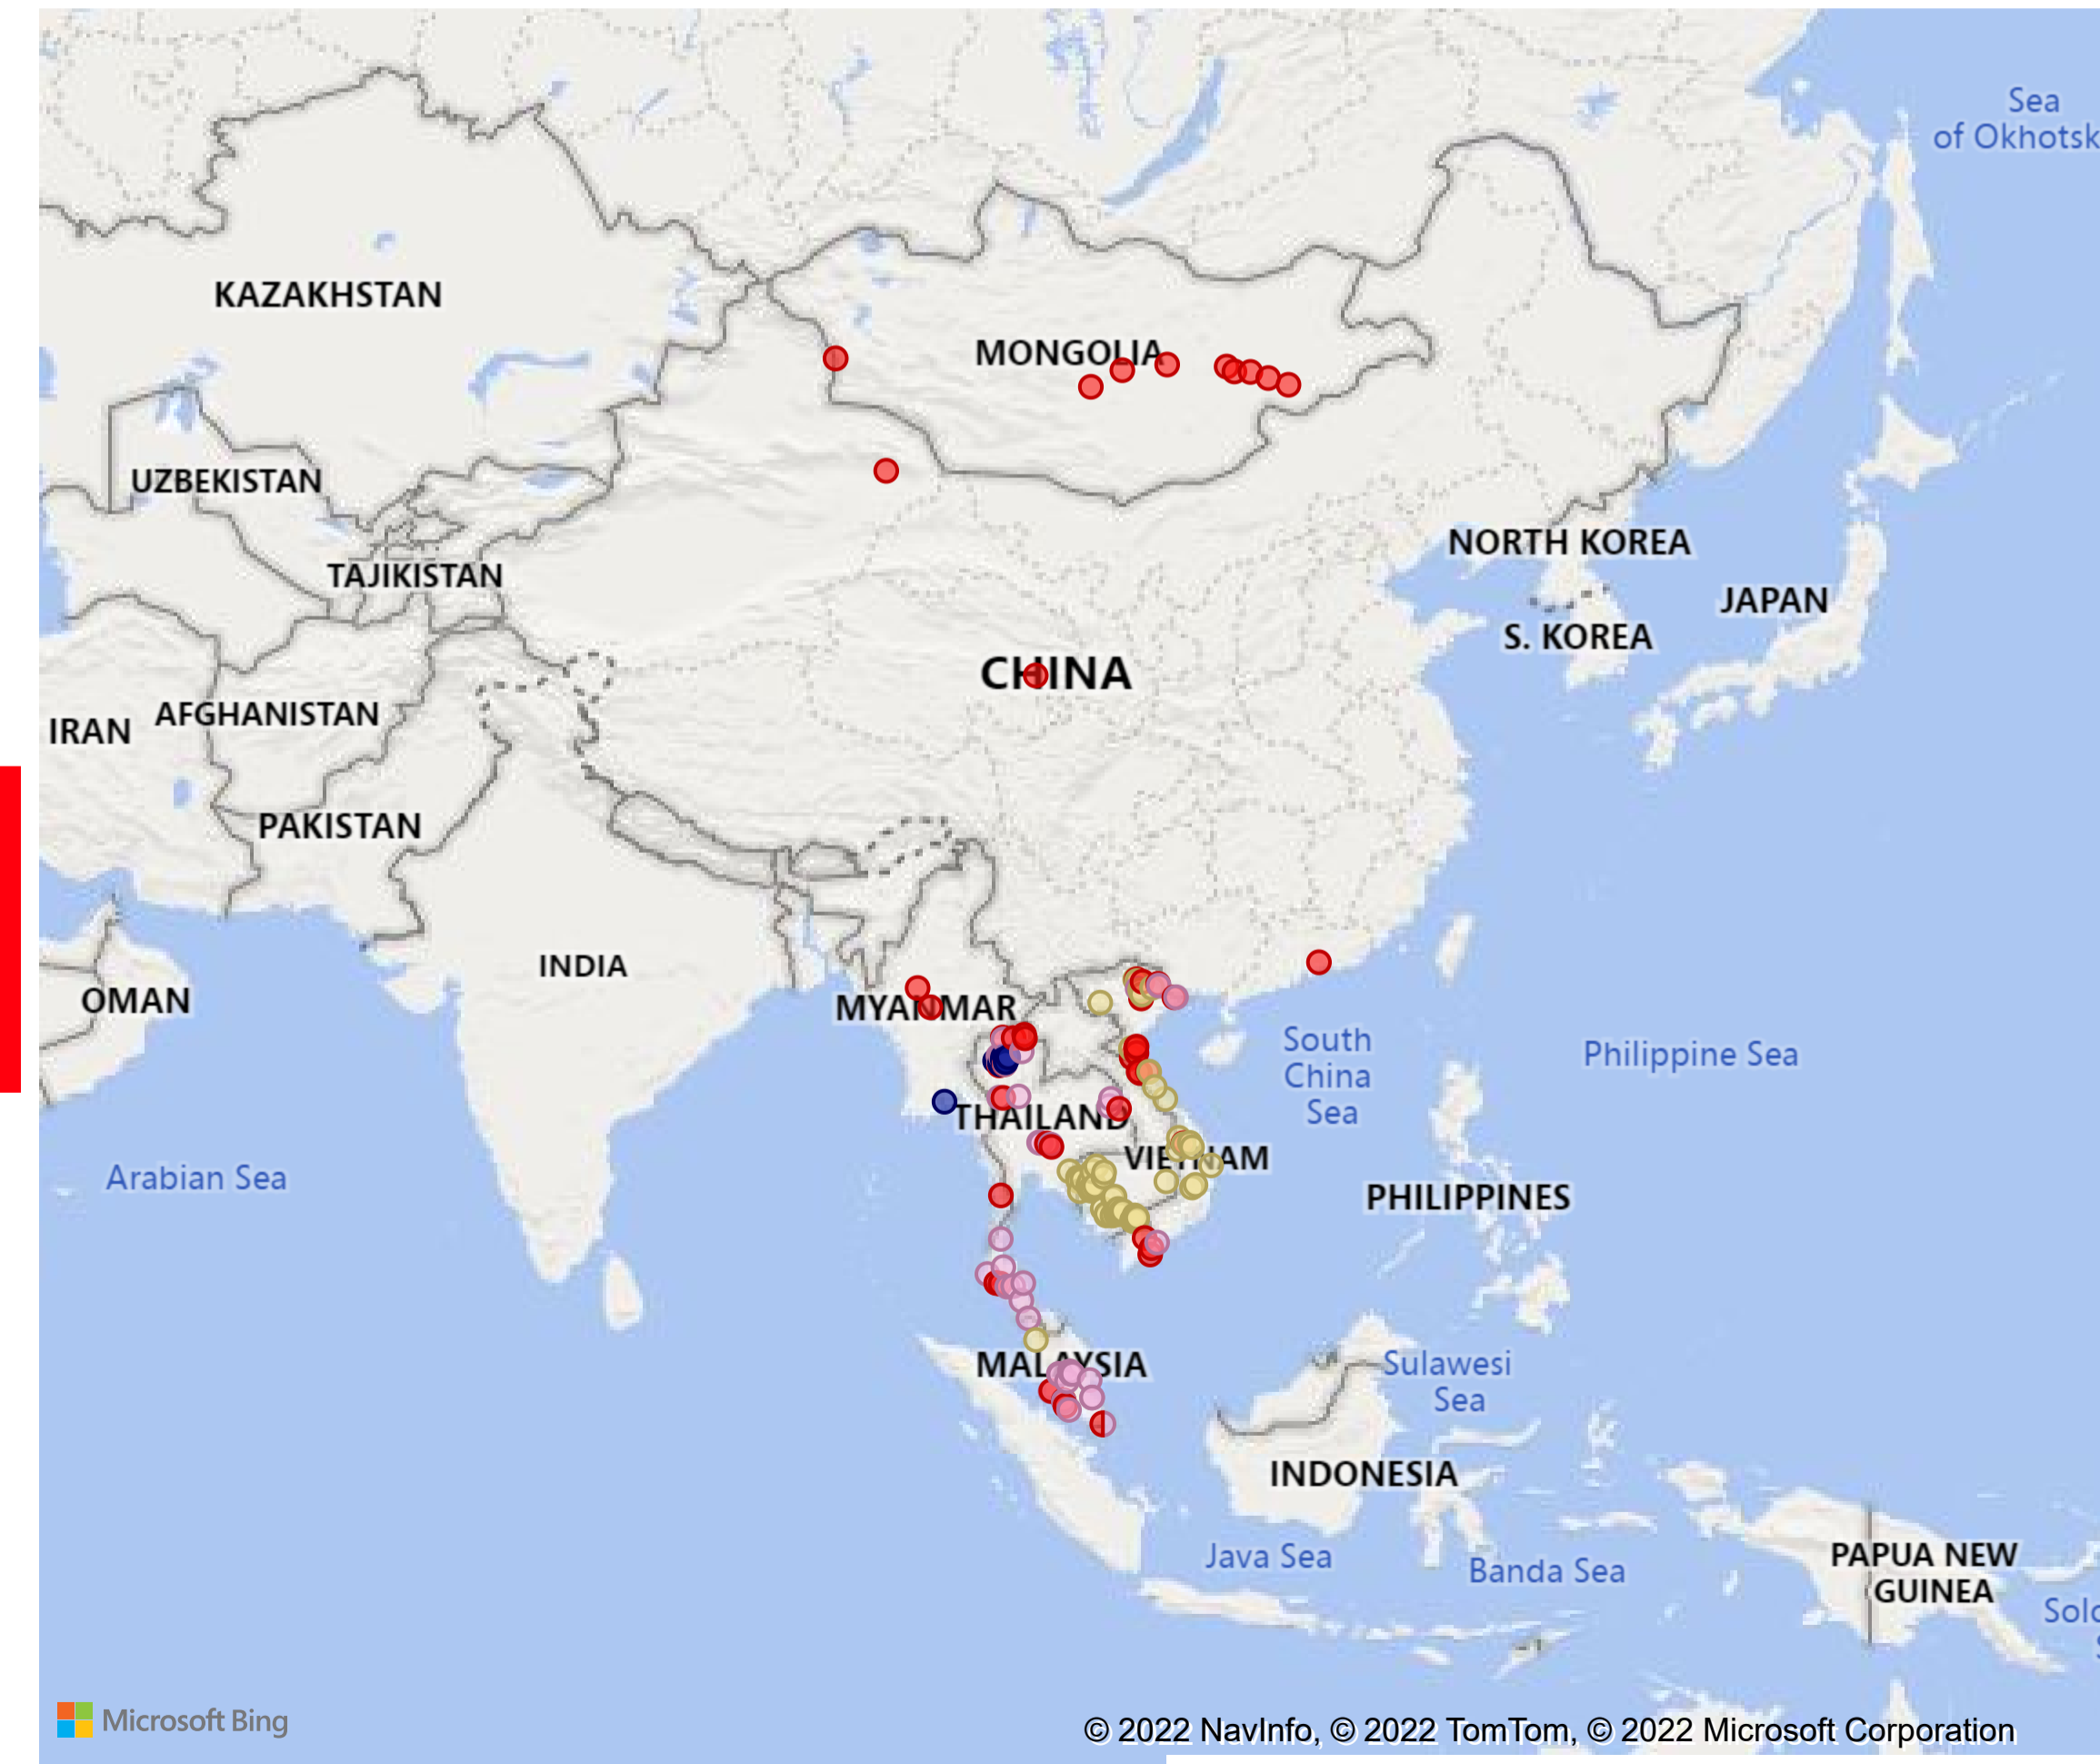 Sea
of Okhotsk
KAZAKHSTAN
MONGOLIA
UZBEKISTAN
NORTH KOREA
TAJIKISTAN
JAPAN
S. KOREA
CHINA
AFGHANISTAN
IRAN
PAKISTAN
INDIA
OMAN
MYANMAR
South
China
Sea
Philippine Sea
THAILAND
VIETNAM
Arabian Sea
PHILIPPINES
MALAYSIA
Sulawesi
Sea
INDONESIA
Java Sea
Banda Sea
PAPUA NEW
GUINEA
Microsoft Bing
© 2022 NavInfo, © 2022 TomTom, © 2022 Microsoft Corporation